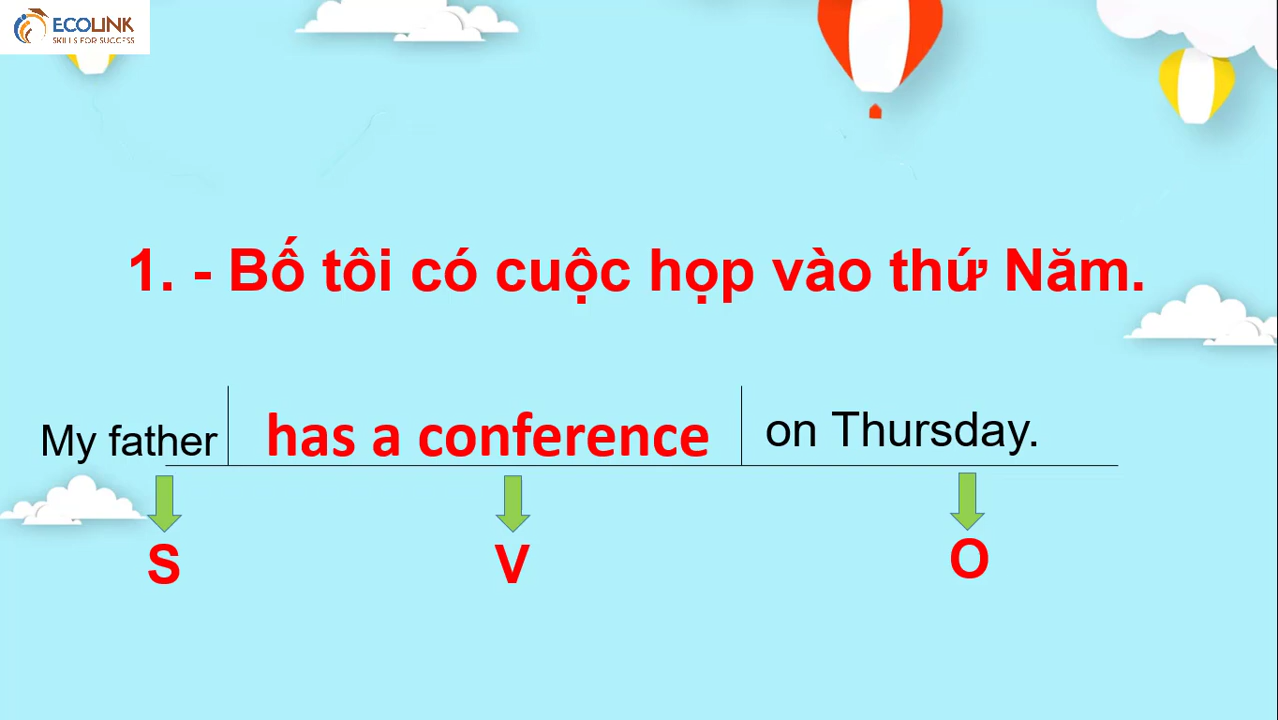 ECOLINK
SKILLS FOR SUCCESS
1. - Bố tôi có cuộc họp vào thứ Năm.
My father has a conference on Thursday.
S V O